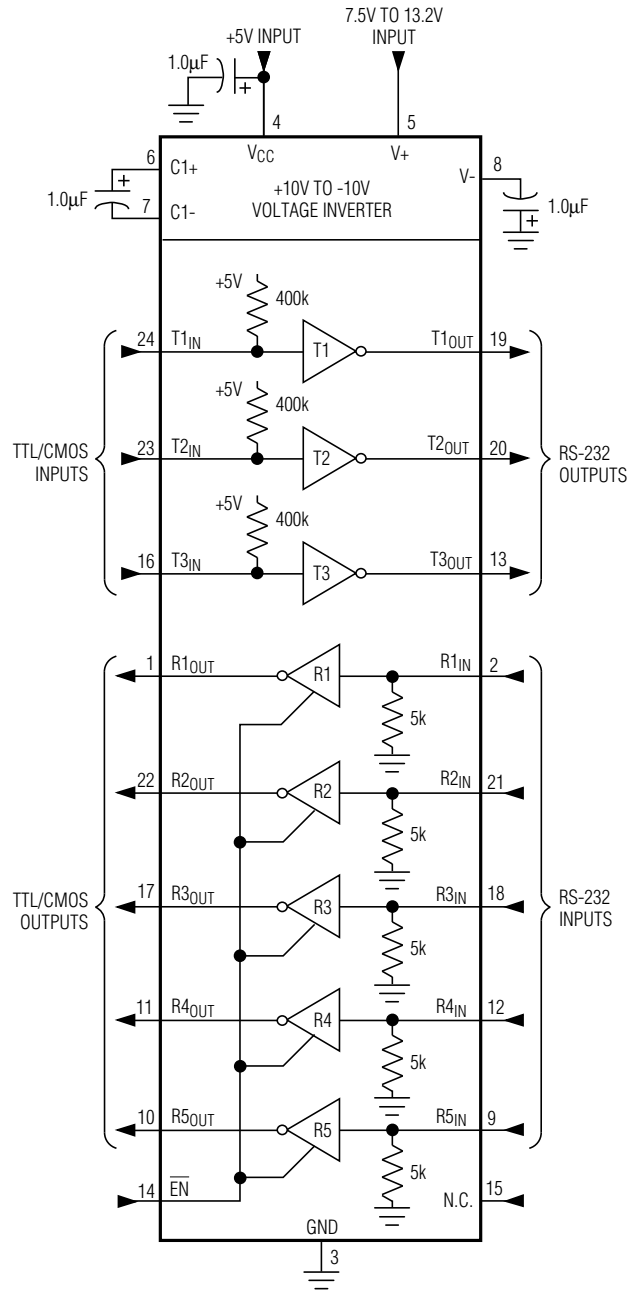 7.5V TO 13.2V
INPUT
+5V INPUT
1.0µF
+
4
5
VCC
V+
6
C1+
+10V TO -10V
VOLTAGE INVERTER
V-
8
+
1.0µF
7
C1-
1.0µF
+
+5V
400k
24
T1IN
T1
T1OUT
19
+5V
400k
TTL/CMOS
INPUTS
23
T2IN
T2
T2OUT
20
RS-232
OUTPUTS
+5V
400k
16
T3IN
T3
T3OUT
13
1
R1OUT
R1
R1IN
2
5k
22
R2OUT
R2
R2IN
21
5k
TTL/CMOS
OUTPUTS
17
R3OUT
R3
R3IN
18
RS-232
INPUTS
5k
11
R4OUT
R4
R4IN
12
5k
10
R5OUT
R5
R5IN
9
5k
14
EN
N.C.
15
GND
3